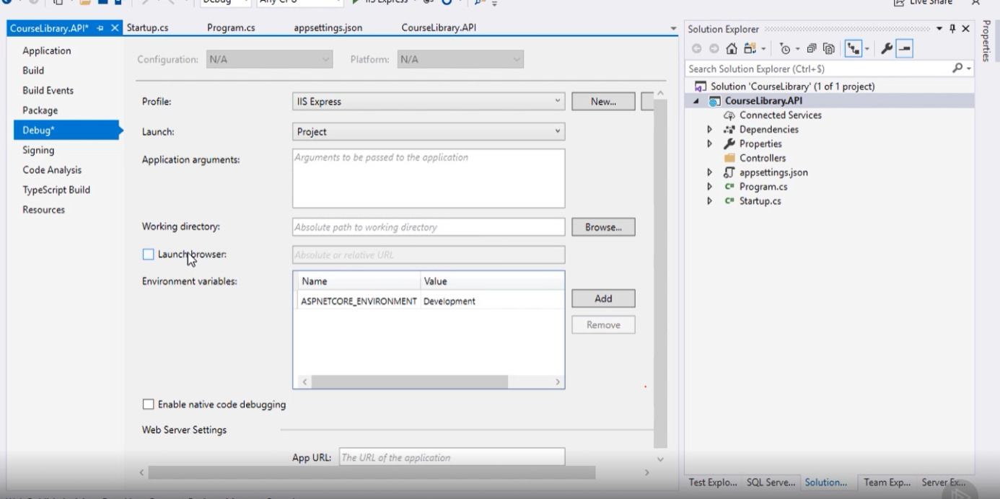 Debug
Any CPU
IIS Express
Live Share
CourseLibrary.API*
Startup.cs
Program.cs
appsettings.json
CourseLibrary.API
Application
Build
Build Events
Package
Debug*
Signing
Code Analysis
TypeScript Build
Resources
Configuration: N/A
Platform: N/A
Profile: IIS Express
New...
Launch: Project
Application arguments: Arguments to be passed to the application
Working directory: Absolute path to working directory
Browse...
Launch browser: Absolute or relative URL
Environment variables:
Name Value
ASPNETCORE_ENVIRONMENT Development
Add
Remove
Enable native code debugging
Web Server Settings
App URL: The URL of the application
Solution Explorer
Search Solution Explorer (Ctrl+$)
Solution 'CourseLibrary' (1 of 1 project)
CourseLibrary.API
Connected Services
Dependencies
Properties
Controllers
appsettings.json
C# Program.cs
C# Startup.cs
Test Explo... SQL Serve... Solution... Team Exp... Server Ex...
Properties